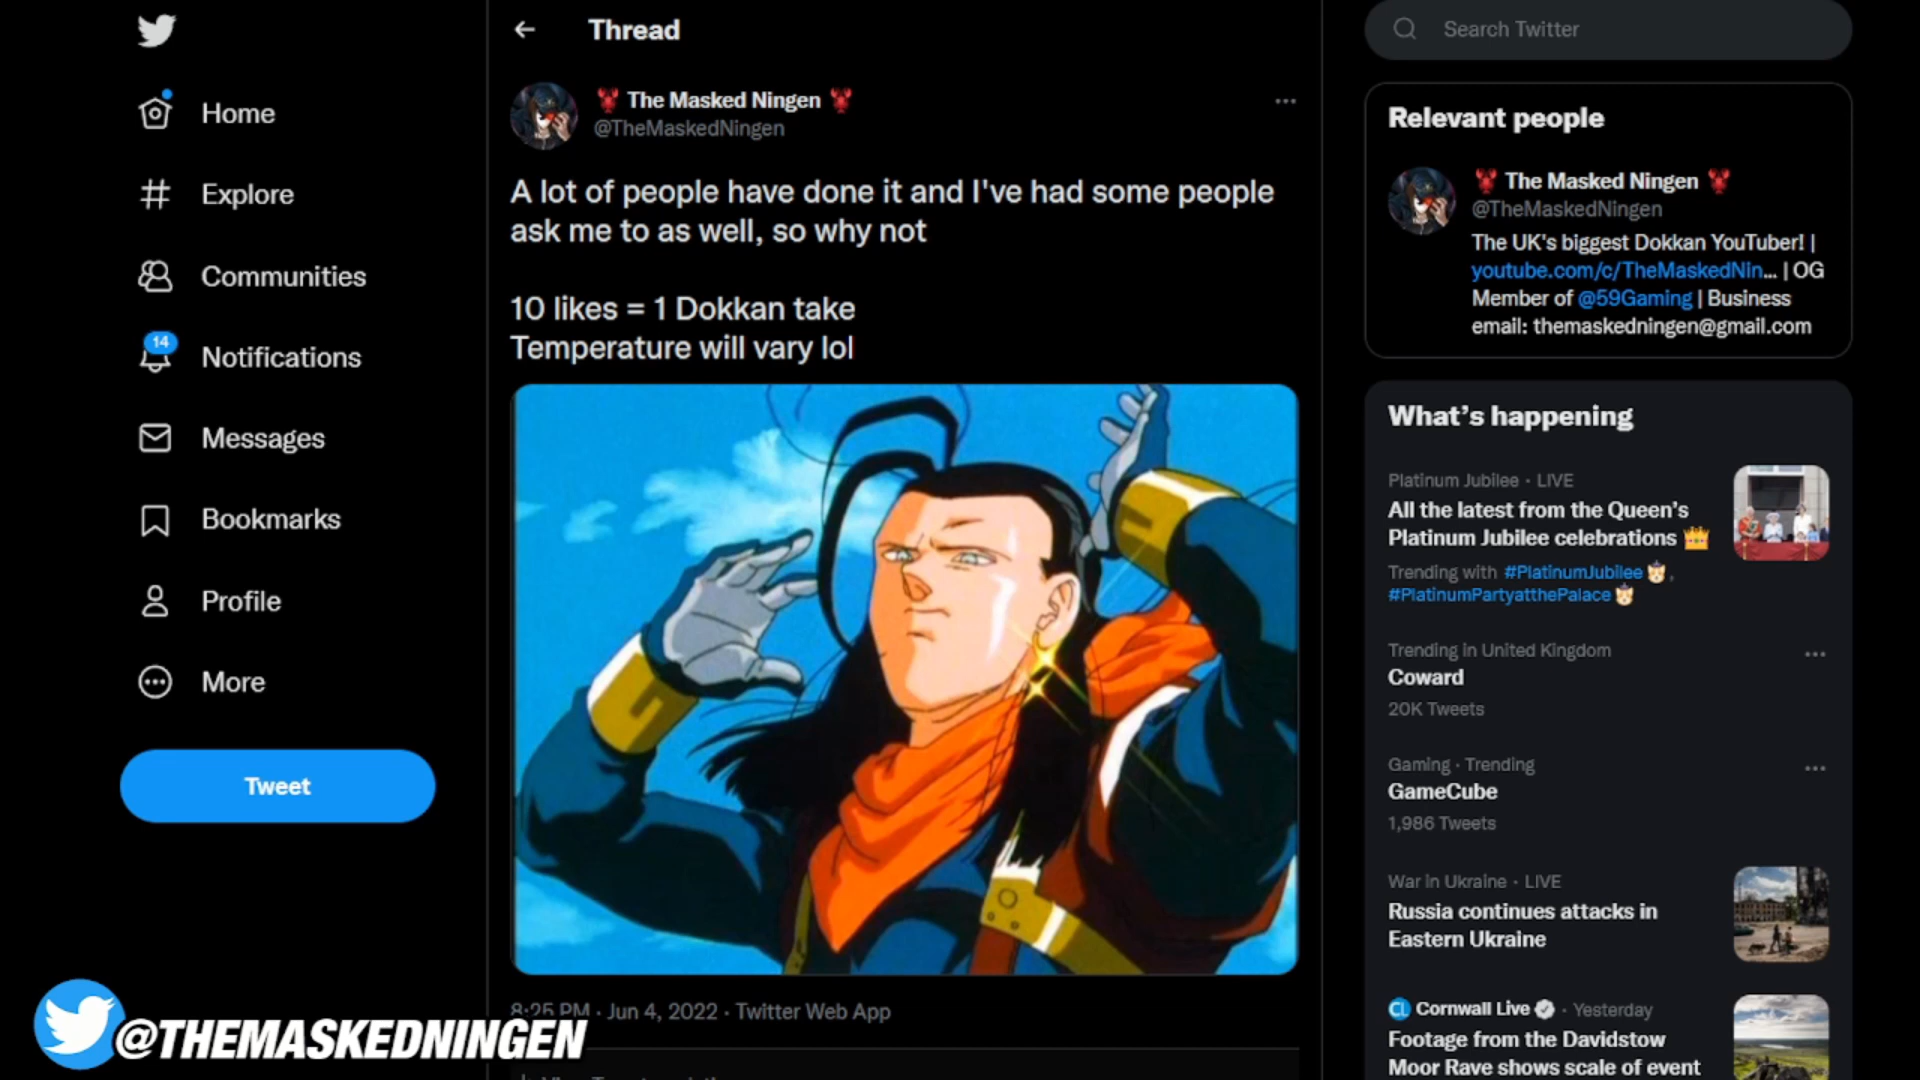 Home
Explore
Communities
14
Notifications
Messages
Bookmarks
Profile
More
Tweet
Thread
The Masked Ningen
@TheMaskedNingen
A lot of people have done it and I've had some people
ask me to as well, so why not
10 likes = 1 Dokkan take
Temperature will vary lol
8:25 PM · Jun 4, 2022 · Twitter Web App
@THEMASKEDNINGEN
Search Twitter
Relevant people
The Masked Ningen
@TheMaskedNingen
The UK's biggest Dokkan YouTuber! |
youtube.com/c/TheMaskedNin... | OG
Member of @59Gaming | Business
email: themaskedningen@gmail.com
What's happening
Platinum Jubilee · LIVE
All the latest from the Queen's
Platinum Jubilee celebrations
Trending with #PlatinumJubilee ,
#PlatinumPartyatthePalace
Trending in United Kingdom
Coward
20K Tweets
Gaming · Trending
GameCube
1,986 Tweets
War in Ukraine · LIVE
Russia continues attacks in
Eastern Ukraine
CL Cornwall Live · Yesterday
Footage from the Davidstow
Moor Rave shows scale of event